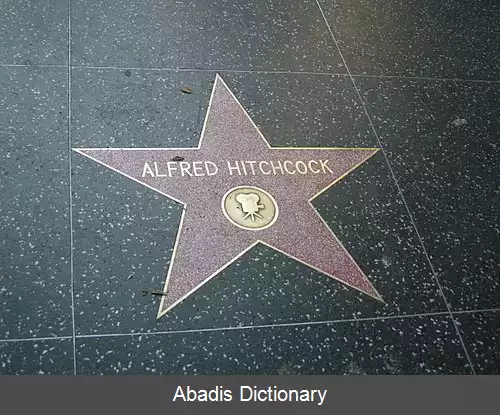 ALFRED HITCHCOCK
Abadis Dictionary